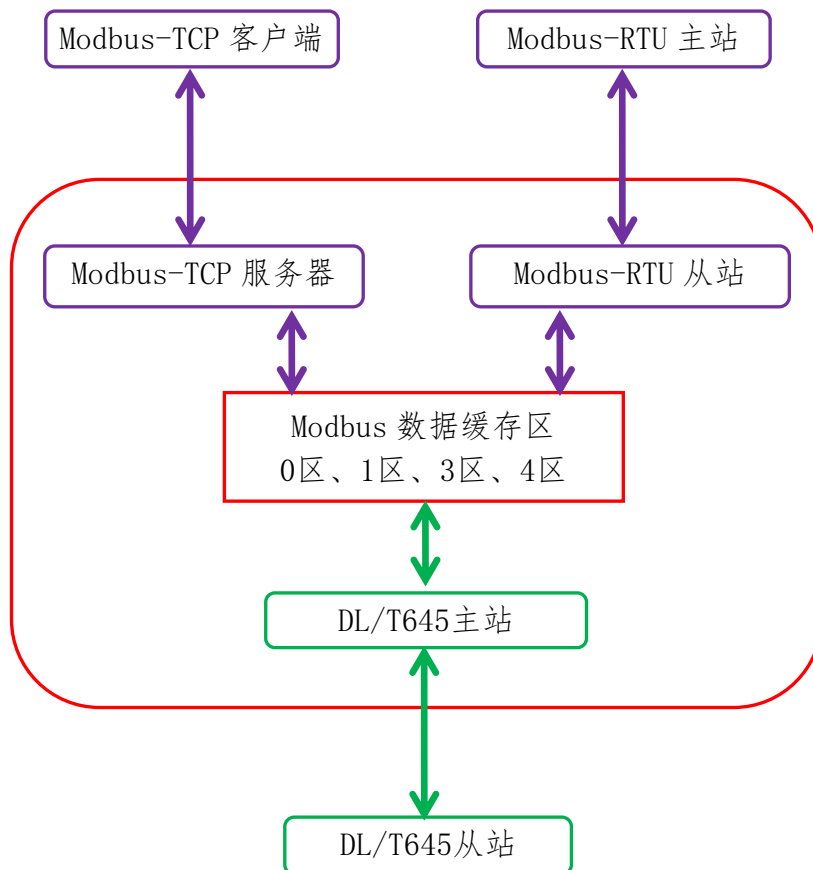 Modbus-TCP 客户端
Modbus-RTU 主站
Modbus-TCP 服务器
Modbus-RTU 从站
Modbus 数据缓存区
0区、1区、3区、4区
DL/T645主站
DL/T645从站